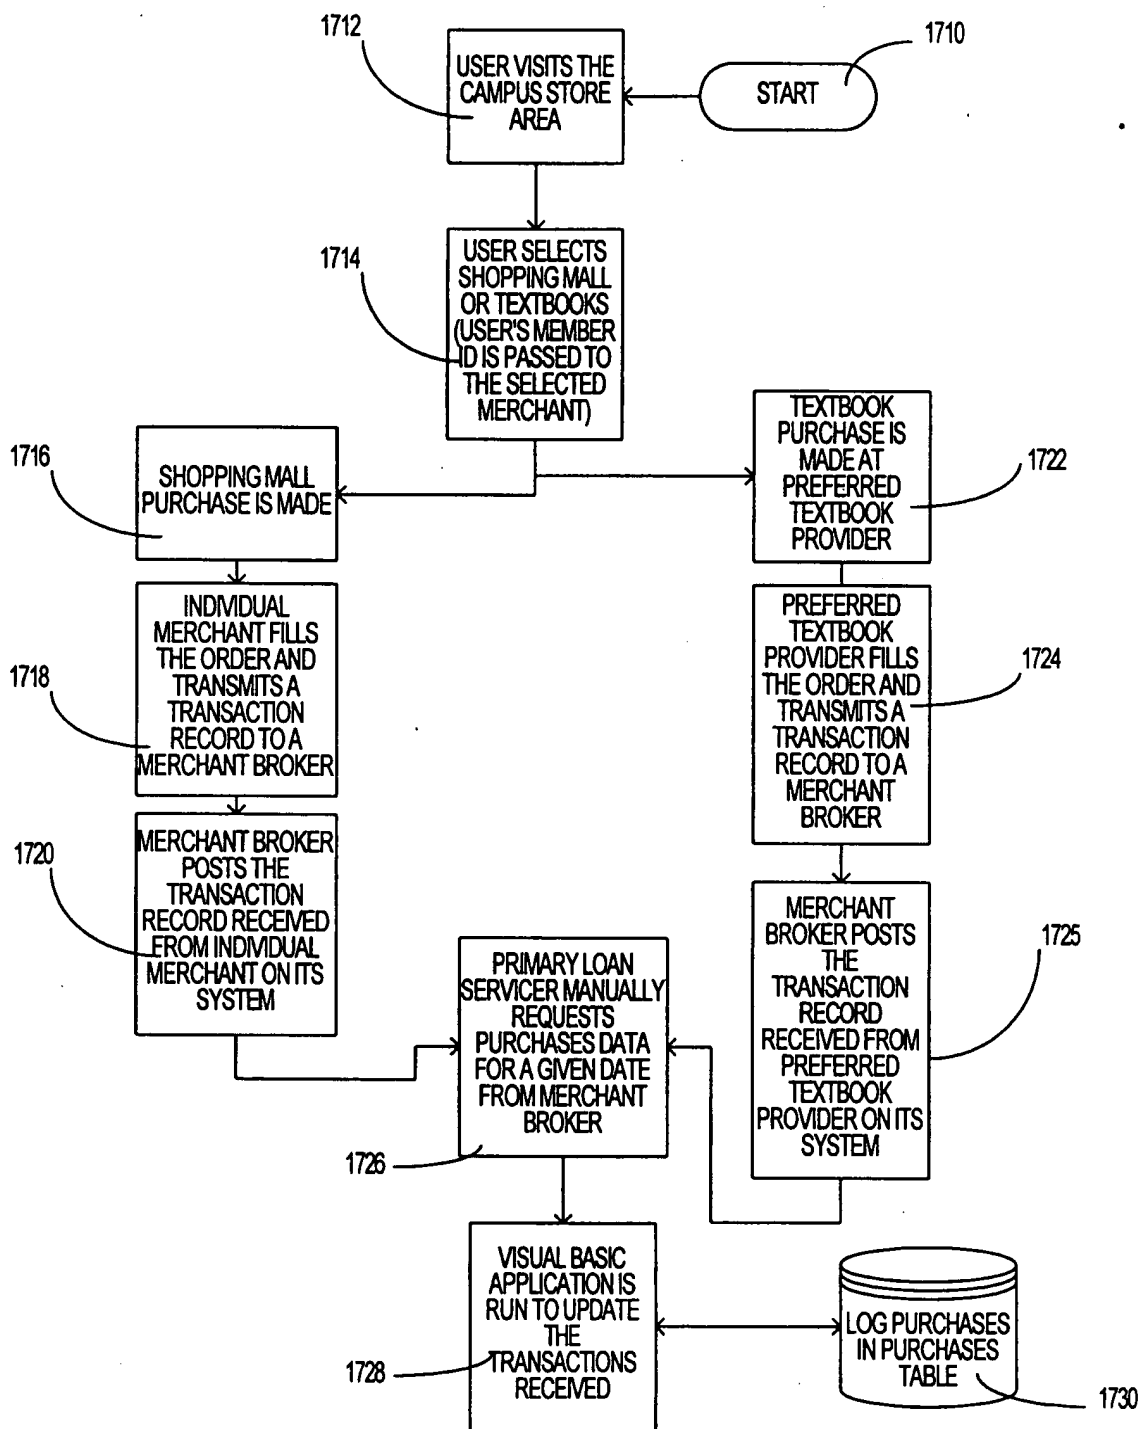 1712
1710
USER VISITS THE
CAMPUS STORE
AREA
START
1714
USER SELECTS
SHOPPING MALL
OR TEXTBOOKS
(USER'S MEMBER
ID IS PASSED TO
THE SELECTED
MERCHANT)
1716
SHOPPING MALL
PURCHASE IS MADE
TEXTBOOK
PURCHASE IS
MADE AT
PREFERRED
TEXTBOOK
PROVIDER
1722
1718
INDIVIDUAL
MERCHANT FILLS
THE ORDER AND
TRANSMITS A
TRANSACTION
RECORD TO A
MERCHANT BROKER
PREFERRED
TEXTBOOK
PROVIDER FILLS
THE ORDER AND
TRANSMITS A
TRANSACTION
RECORD TO A
MERCHANT
BROKER
1724
1720
MERCHANT BROKER
POSTS THE
TRANSACTION
RECORD RECEIVED
FROM INDIVIDUAL
MERCHANT ON ITS
SYSTEM
MERCHANT
BROKER POSTS
THE
TRANSACTION
RECORD
RECEIVED FROM
PREFERRED
TEXTBOOK
PROVIDER ON ITS
SYSTEM
1725
PRIMARY LOAN
SERVICER MANUALLY
REQUESTS
PURCHASES DATA
FOR A GIVEN DATE
FROM MERCHANT
BROKER
1726
VISUAL BASIC
APPLICATION IS
RUN TO UPDATE
THE
TRANSACTIONS
RECEIVED
1728
LOG PURCHASES
IN PURCHASES
TABLE
1730